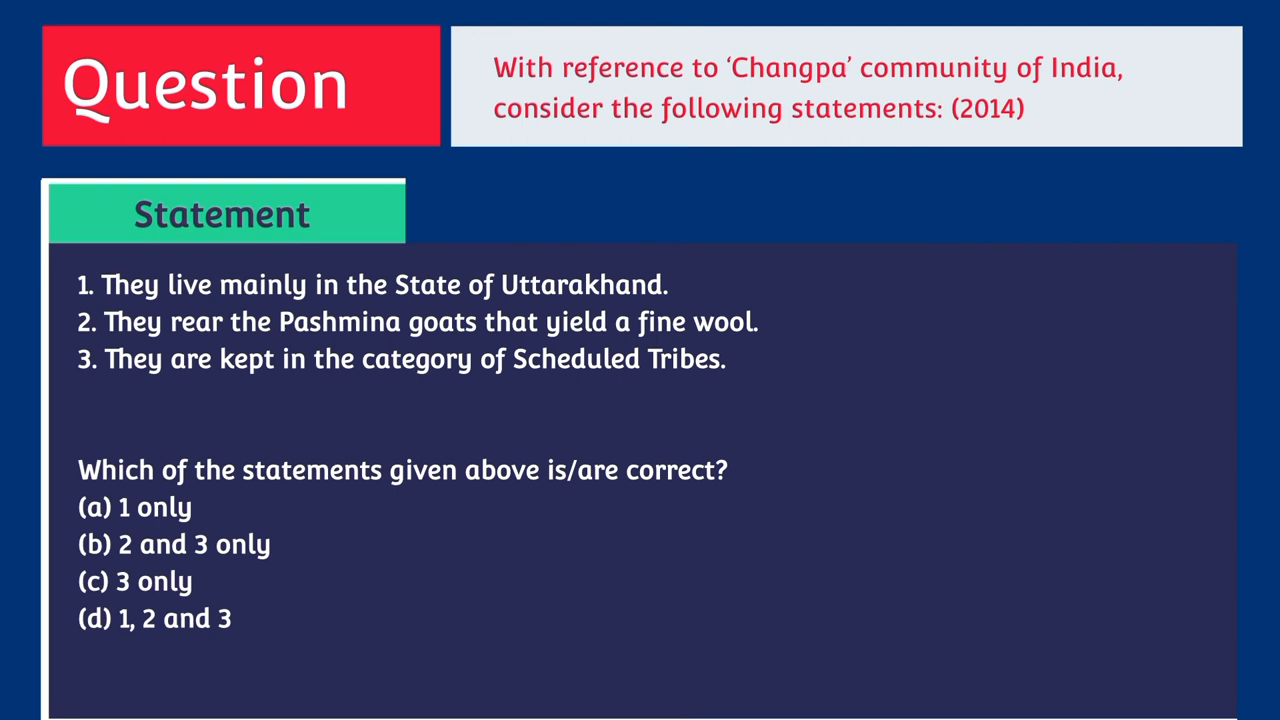 Question
With reference to ‘Changpa’ community of India,
consider the following statements: (2014)
Statement
1. They live mainly in the State of Uttarakhand.
2. They rear the Pashmina goats that yield a fine wool.
3. They are kept in the category of Scheduled Tribes.
Which of the statements given above is/are correct?
(a) 1 only
(b) 2 and 3 only
(c) 3 only
(d) 1, 2 and 3